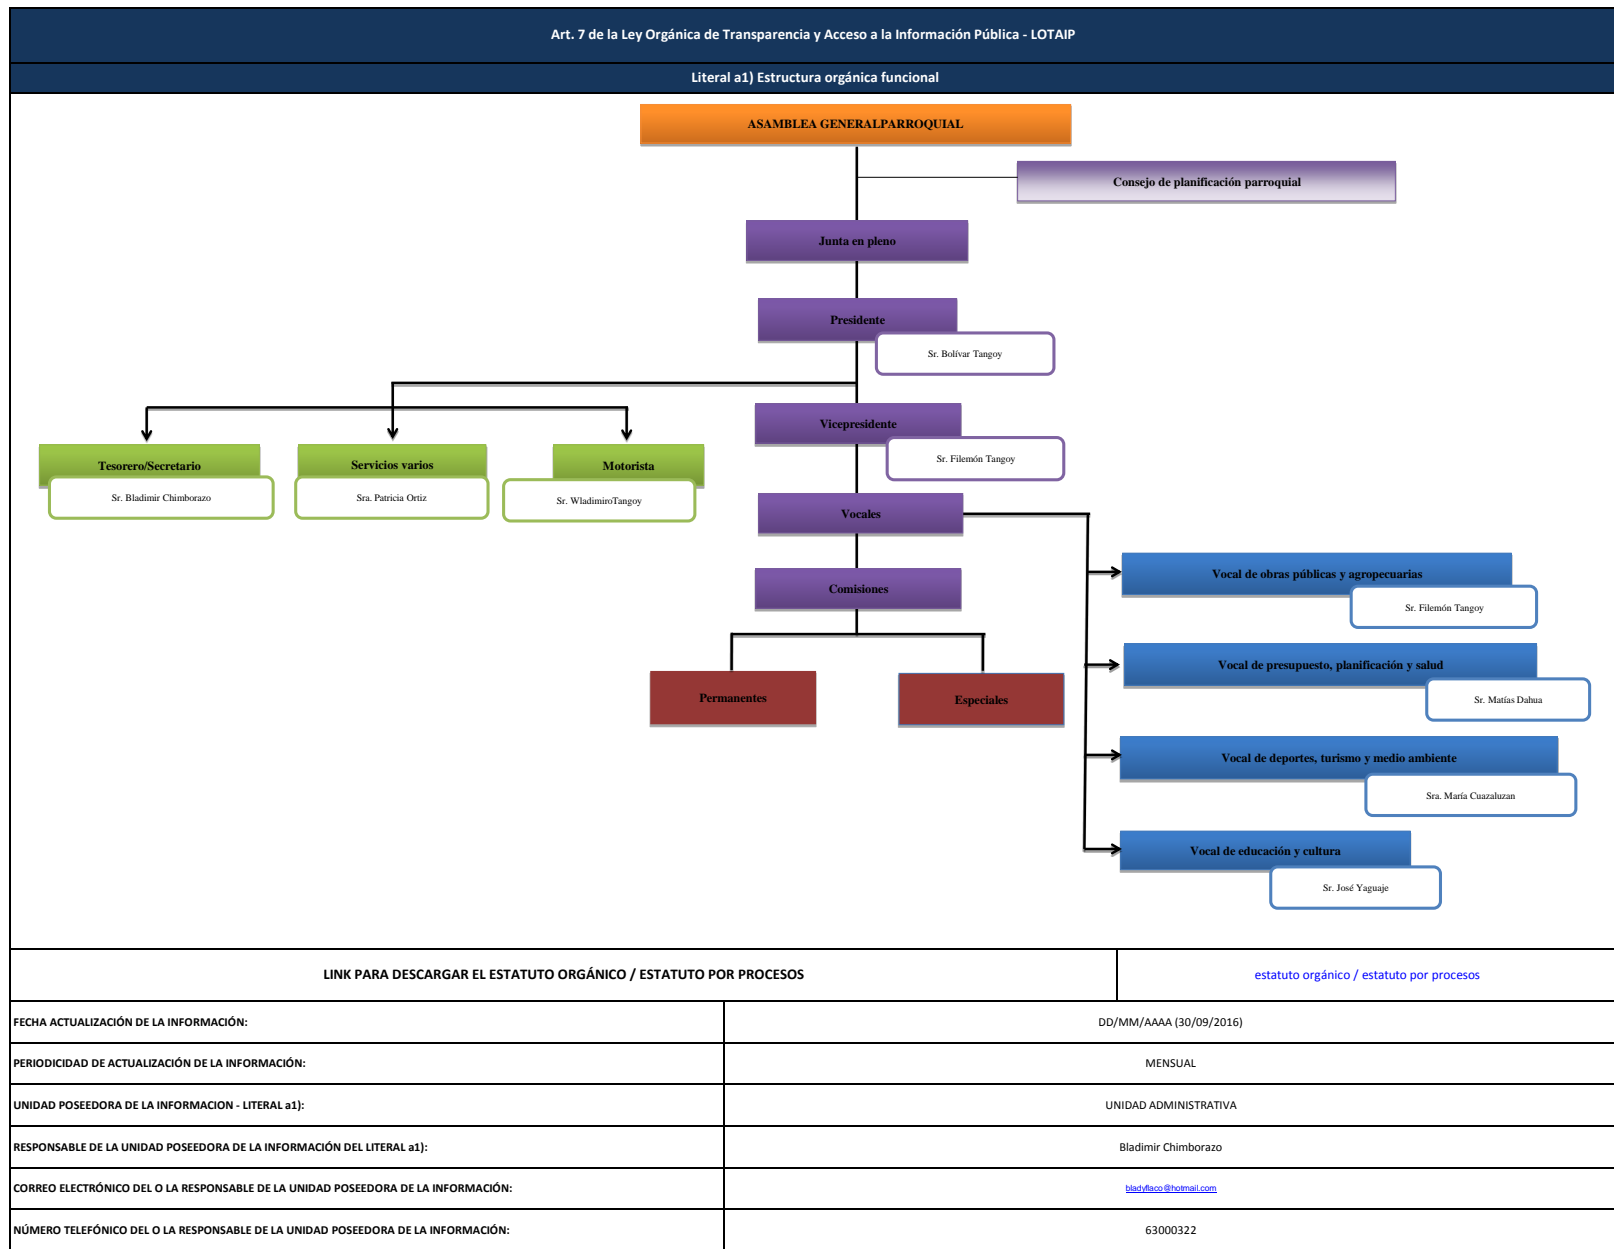 Art. 7 de la Ley Orgánica de Transparencia y Acceso a la Información Pública - LOTAIP
Literal a1) Estructura orgánica funcional
ASAMBLEA GENERALPARROQUIAL
Consejo de planificación parroquial
Junta en pleno
Presidente
Sr. Bolívar Tangoy
Vicepresidente
Sr. Filemón Tangoy
Tesorero/Secretario
Sr. Bladimir Chimborazo
Servicios varios
Sra. Patricia Ortiz
Motorista
Sr. WladimiroTangoy
Vocales
Comisiones
Permanentes
Especiales
Vocal de obras públicas y agropecuarias
Sr. Filemón Tangoy
Vocal de presupuesto, planificación y salud
Sr. Matías Dahua
Vocal de deportes, turismo y medio ambiente
Sra. María Cuazaluzan
Vocal de educación y cultura
Sr. José Yaguaje
LINK PARA DESCARGAR EL ESTATUTO ORGÁNICO / ESTATUTO POR PROCESOS
estatuto orgánico / estatuto por procesos
FECHA ACTUALIZACIÓN DE LA INFORMACIÓN:
DD/MM/AAAA (30/09/2016)
PERIODICIDAD DE ACTUALIZACIÓN DE LA INFORMACIÓN:
MENSUAL
UNIDAD POSEEDORA DE LA INFORMACION - LITERAL a1):
UNIDAD ADMINISTRATIVA
RESPONSABLE DE LA UNIDAD POSEEDORA DE LA INFORMACIÓN DEL LITERAL a1):
Bladimir Chimborazo
CORREO ELECTRÓNICO DEL O LA RESPONSABLE DE LA UNIDAD POSEEDORA DE LA INFORMACIÓN:
bladyflaco@hotmail.com
NÚMERO TELEFÓNICO DEL O LA RESPONSABLE DE LA UNIDAD POSEEDORA DE LA INFORMACIÓN:
63000322